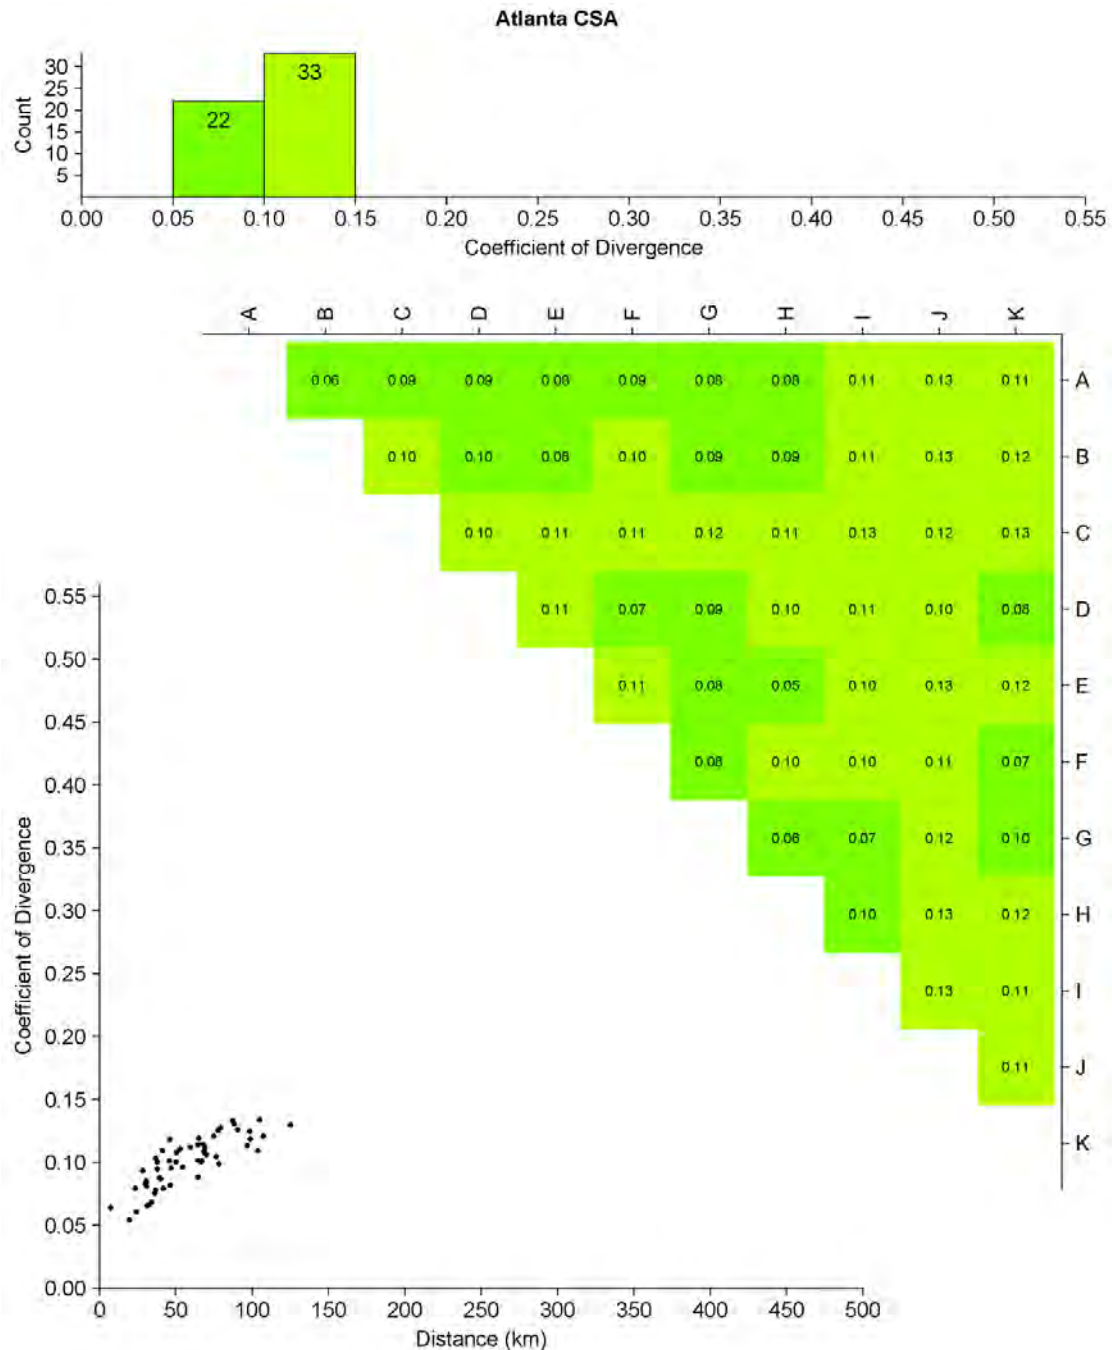 Atlanta CSA
30
25
20
15
10
5
Count
33
22
0.00 0.05 0.10 0.15 0.20 0.25 0.30 0.35 0.40 0.45 0.50 0.55
Coefficient of Divergence
A B C D E F G H I J K
0.06 0.09 0.09 0.08 0.09 0.08 0.08 0.11 0.13 0.11 A
0.10 0.10 0.08 0.10 0.09 0.09 0.11 0.13 0.12 B
0.10 0.11 0.11 0.12 0.11 0.13 0.12 0.13 C
0.11 0.07 0.09 0.10 0.11 0.10 0.08 D
0.11 0.08 0.05 0.10 0.13 0.12 E
0.08 0.10 0.10 0.11 0.07 F
0.06 0.07 0.12 0.10 G
0.10 0.13 0.12 H
0.13 0.11 I
0.11 J
K
0.55
0.50
0.45
0.40
0.35
0.30
0.25
0.20
0.15
0.10
0.05
0.00
Coefficient of Divergence
0 50 100 150 200 250 300 350 400 450 500
Distance (km)